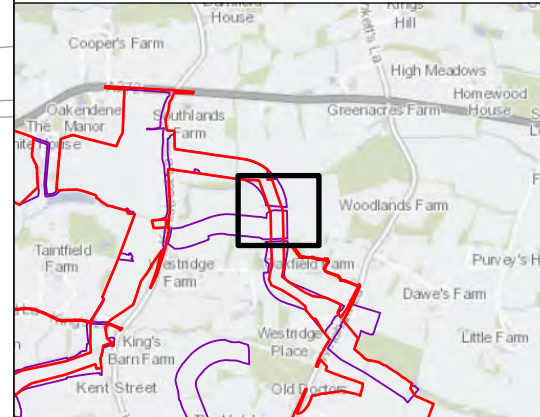 House
Kings
Hill
Cooper's Farm
High Meadows
Homewood
House
Oakendene
Manor
The
Southlands
Farm
Greenacres Farm
Woodlands Farm
Taintfield
Farm
Westridge
Farm
Oakfield Farm
Purvey's H
Dawe's Farm
King's
Barn Farm
Westridge
Place
Little Farm
Kent Street
Old Doctors